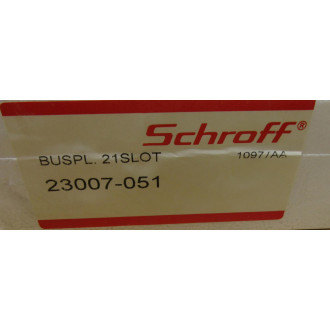 Schroff®
BUSPL. 21SLOT 1097/AA
23007-051